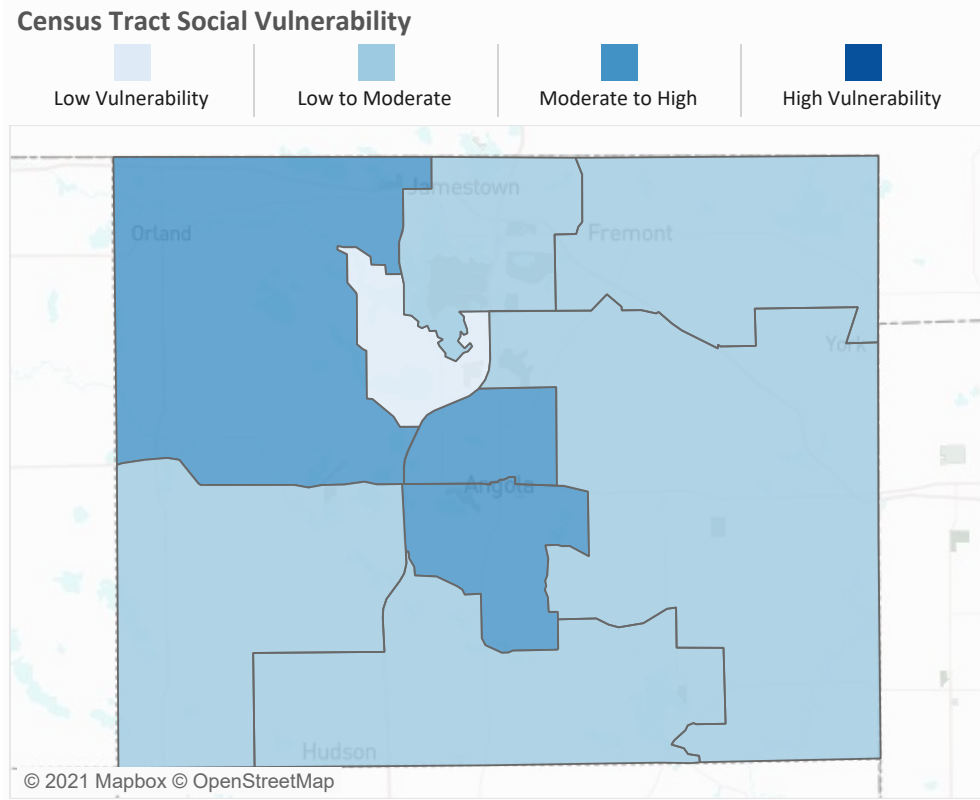 Census Tract Social Vulnerability
Low Vulnerability
Low to Moderate
Moderate to High
High Vulnerability
Jamestown
Orland
Fremont
York
Angola
Hudson
© 2021 Mapbox © OpenStreetMap